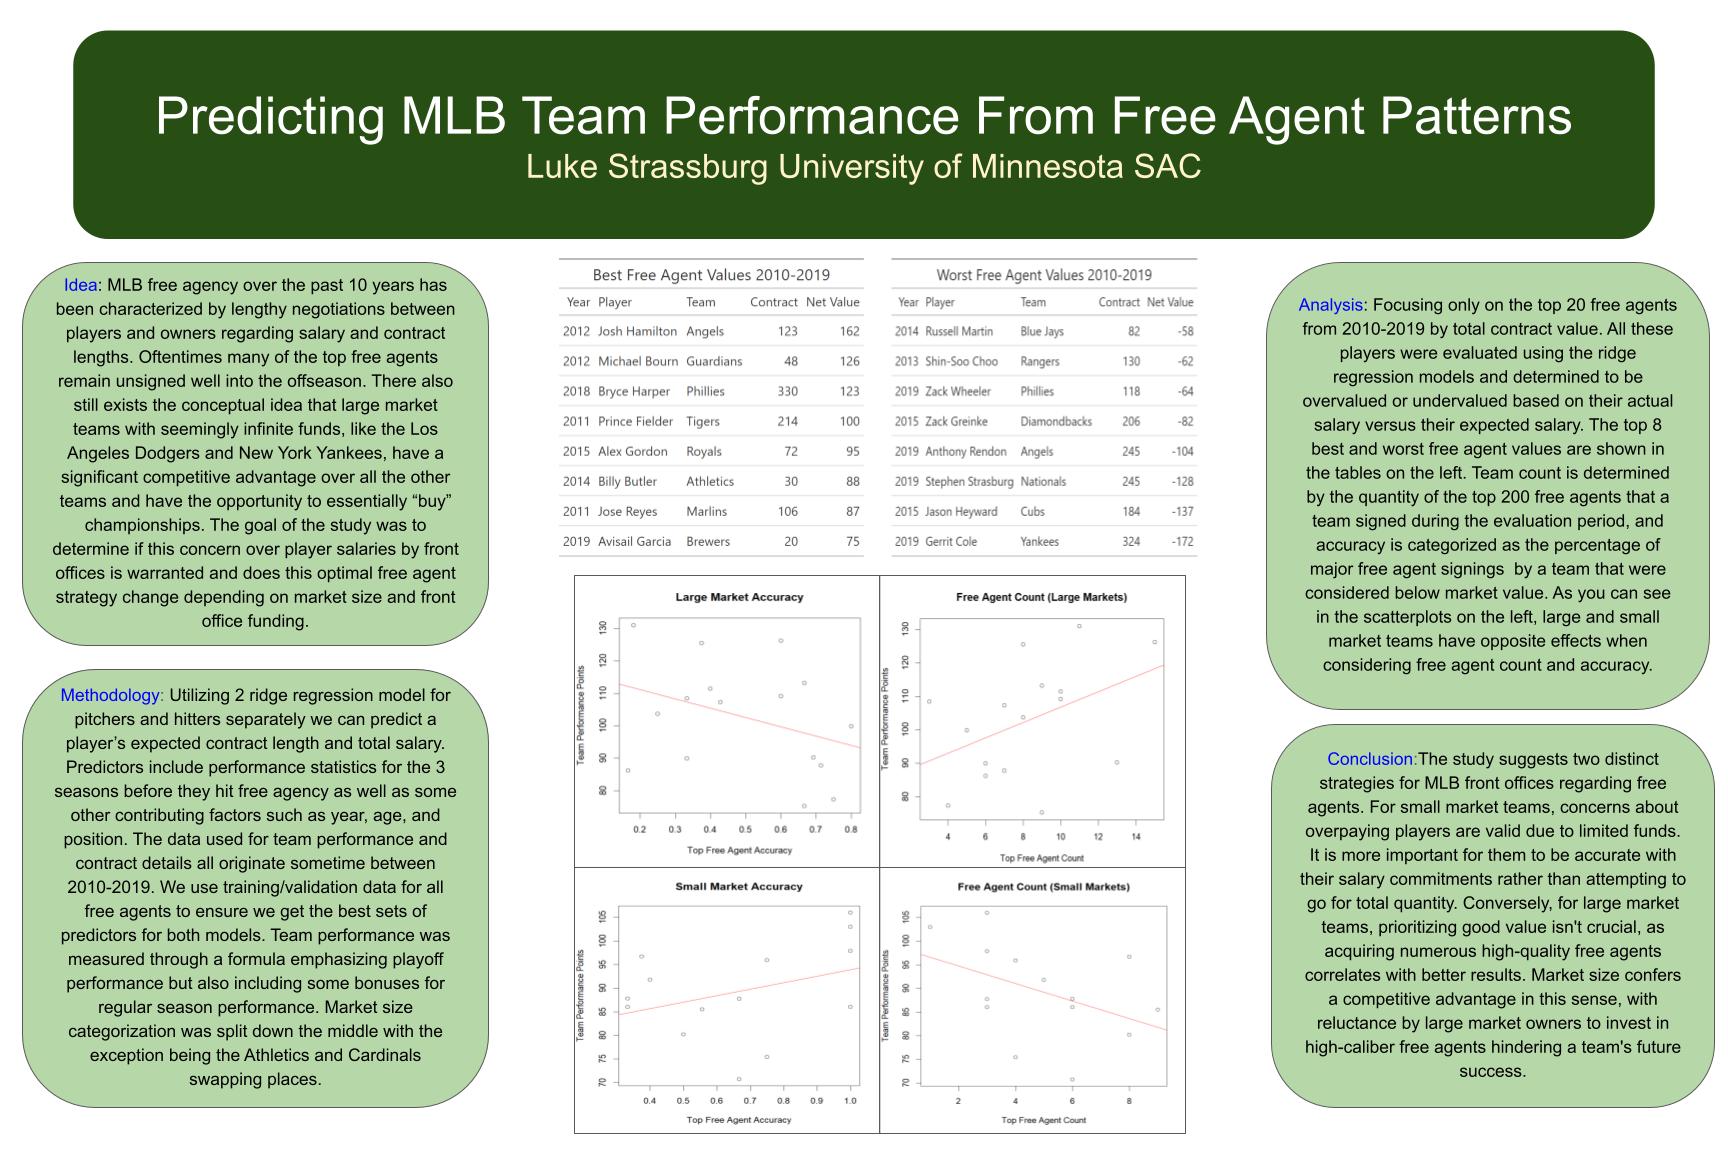 Predicting MLB Team Performance From Free Agent Patterns
Luke Strassburg University of Minnesota SAC
Idea: MLB free agency over the past 10 years has
been characterized by lengthy negotiations between
players and owners regarding salary and contract
lengths. Oftentimes many of the top free agents
remain unsigned well into the offseason. There also
still exists the conceptual idea that large market
teams with seemingly infinite funds, like the Los
Angeles Dodgers and New York Yankees, have a
significant competitive advantage over all the other
teams and have the opportunity to essentially “buy”
championships. The goal of the study was to
determine if this concern over player salaries by front
offices is warranted and does this optimal free agent
strategy change depending on market size and front
office funding.
Methodology: Utilizing 2 ridge regression model for
pitchers and hitters separately we can predict a
player’s expected contract length and total salary.
Predictors include performance statistics for the 3
seasons before they hit free agency as well as some
other contributing factors such as year, age, and
position. The data used for team performance and
contract details all originate sometime between
2010-2019. We use training/validation data for all
free agents to ensure we get the best sets of
predictors for both models. Team performance was
measured through a formula emphasizing playoff
performance but also including some bonuses for
regular season performance. Market size
categorization was split down the middle with the
exception being the Athletics and Cardinals
swapping places.
Best Free Agent Values 2010-2019
Year Player Team Contract Net Value
2012 Josh Hamilton Angels 123 162
2012 Michael Bourn Guardians 48 126
2018 Bryce Harper Phillies 330 123
2011 Prince Fielder Tigers 214 100
2015 Alex Gordon Royals 72 95
2014 Billy Butler Athletics 30 88
2011 Jose Reyes Marlins 106 87
2019 Avisail Garcia Brewers 20 75
Worst Free Agent Values 2010-2019
Year Player Team Contract Net Value
2014 Russell Martin Blue Jays 82 -58
2013 Shin-Soo Choo Rangers 130 -62
2019 Zack Wheeler Phillies 118 -64
2015 Zack Greinke Diamondbacks 206 -82
2019 Anthony Rendon Angels 245 -104
2019 Stephen Strasburg Nationals 245 -128
2015 Jason Heyward Cubs 184 -137
2019 Gerrit Cole Yankees 324 -172
Large Market Accuracy
Team Performance Points
130
120
110
100
90
80
0.2 0.3 0.4 0.5 0.6 0.7 0.8
Top Free Agent Accuracy
Free Agent Count (Large Markets)
Team Performance Points
130
120
110
100
90
80
4 6 8 10 12 14
Top Free Agent Count
Small Market Accuracy
Team Performance Points
105
100
95
90
85
80
75
70
0.4 0.5 0.6 0.7 0.8 0.9 1.0
Top Free Agent Accuracy
Free Agent Count (Small Markets)
Team Performance Points
105
100
95
90
85
80
75
70
2 4 6 8
Top Free Agent Count
Analysis: Focusing only on the top 20 free agents
from 2010-2019 by total contract value. All these
players were evaluated using the ridge
regression models and determined to be
overvalued or undervalued based on their actual
salary versus their expected salary. The top 8
best and worst free agent values are shown in
the tables on the left. Team count is determined
by the quantity of the top 200 free agents that a
team signed during the evaluation period, and
accuracy is categorized as the percentage of
major free agent signings by a team that were
considered below market value. As you can see
in the scatterplots on the left, large and small
market teams have opposite effects when
considering free agent count and accuracy.
Conclusion:The study suggests two distinct
strategies for MLB front offices regarding free
agents. For small market teams, concerns about
overpaying players are valid due to limited funds.
It is more important for them to be accurate with
their salary commitments rather than attempting to
go for total quantity. Conversely, for large market
teams, prioritizing good value isn't crucial, as
acquiring numerous high-quality free agents
correlates with better results. Market size confers
a competitive advantage in this sense, with
reluctance by large market owners to invest in
high-caliber free agents hindering a team's future
success.